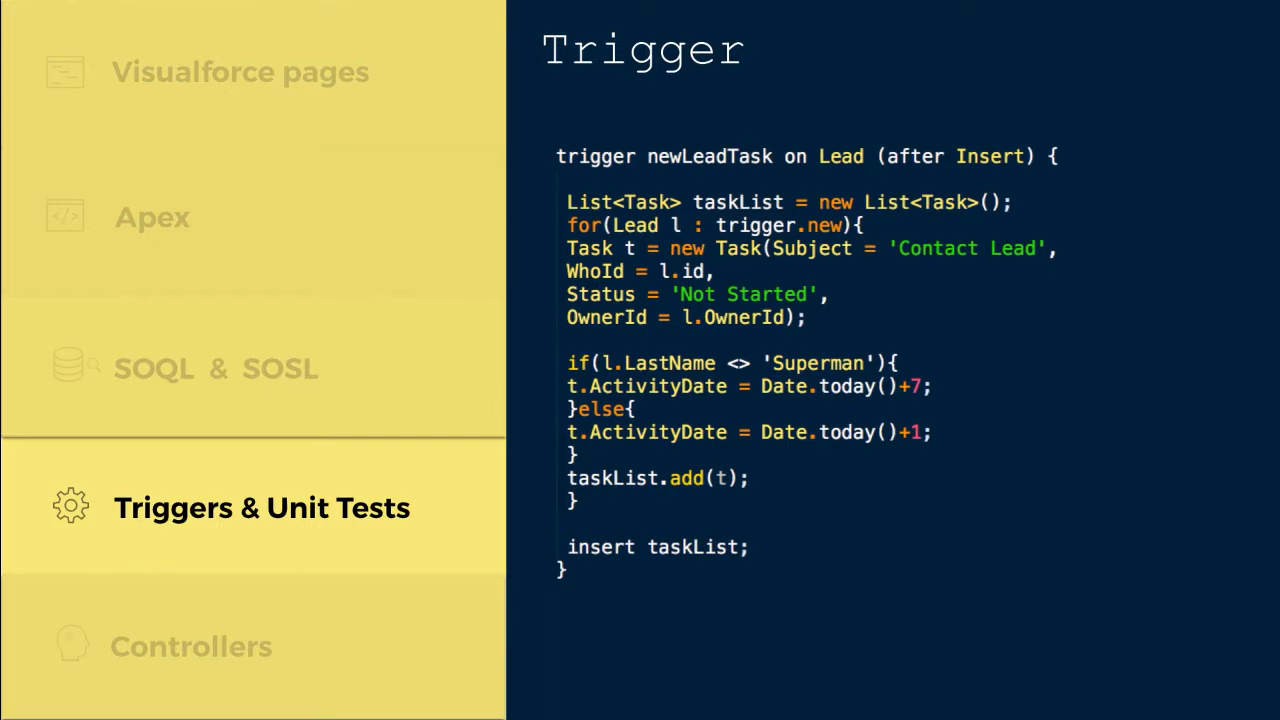 Visualforce pages
Apex
SOQL & SOSL
Triggers & Unit Tests
Controllers
Trigger
trigger newLeadTask on Lead (after Insert) {
List<Task> taskList = new List<Task>();
for(Lead l : trigger.new){
Task t = new Task(Subject = 'Contact Lead',
WhoId = l.id,
Status = 'Not Started',
OwnerId = l.OwnerId);
if(l.LastName <> 'Superman'){
t.ActivityDate = Date.today()+7;
}else{
t.ActivityDate = Date.today()+1;
}
taskList.add(t);
}
insert taskList;
}